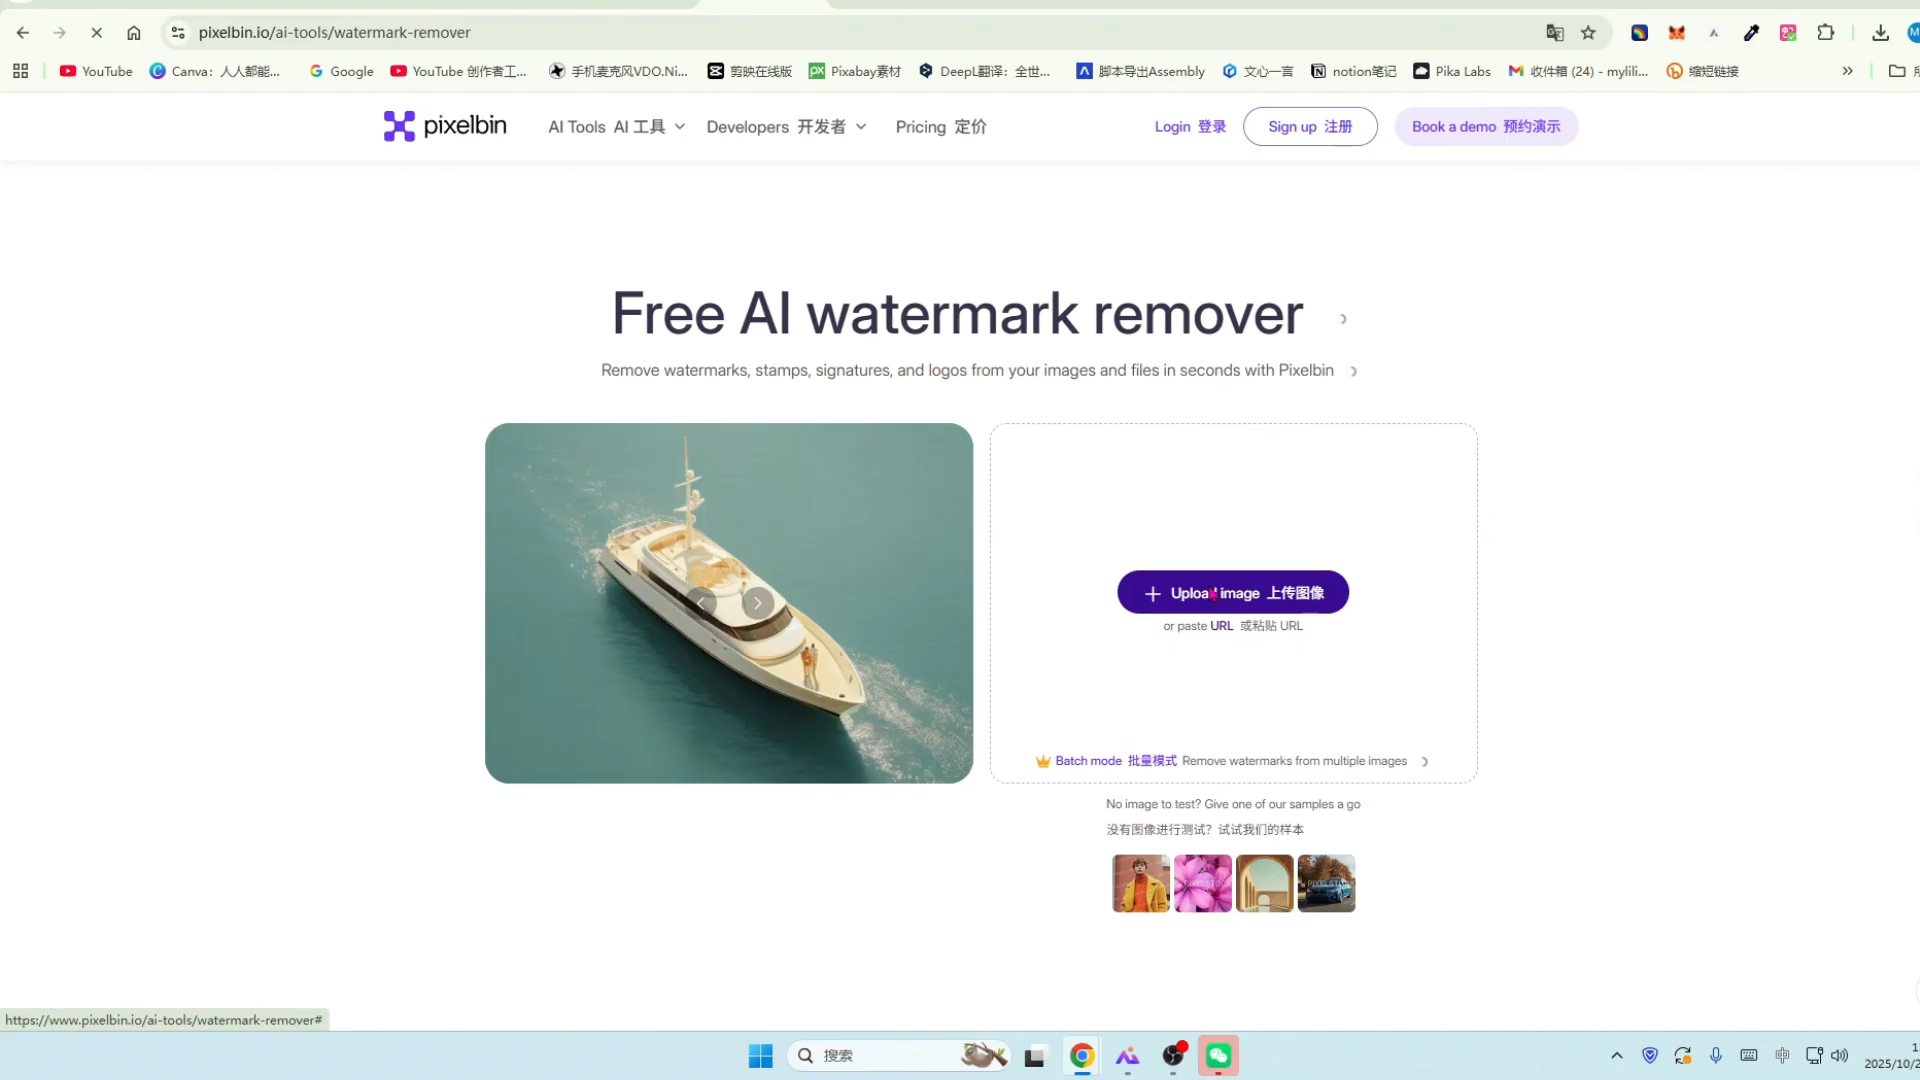 pixelbin.io/ai-tools/watermark-remover
YouTube
Canva：人人都能...
Google
YouTube 创作者工...
手机麦克风VDO.Ni...
剪映在线版
Pixabay素材
DeepL翻译：全世...
脚本导出Assembly
文心一言
notion笔记
Pika Labs
收件箱 (24) - mylili...
缩短链接
pixelbin
AI Tools AI 工具
Developers 开发者
Pricing 定价
Login 登录
Sign up 注册
Book a demo 预约演示
Free AI watermark remover
Remove watermarks, stamps, signatures, and logos from your images and files in seconds with Pixelbin
Upload image 上传图像
or paste URL 或粘贴 URL
Batch mode 批量模式 Remove watermarks from multiple images
No image to test? Give one of our samples a go
没有图像进行测试？试试我们的样本
https://www.pixelbin.io/ai-tools/watermark-remover#
搜索
中
2025/10/2